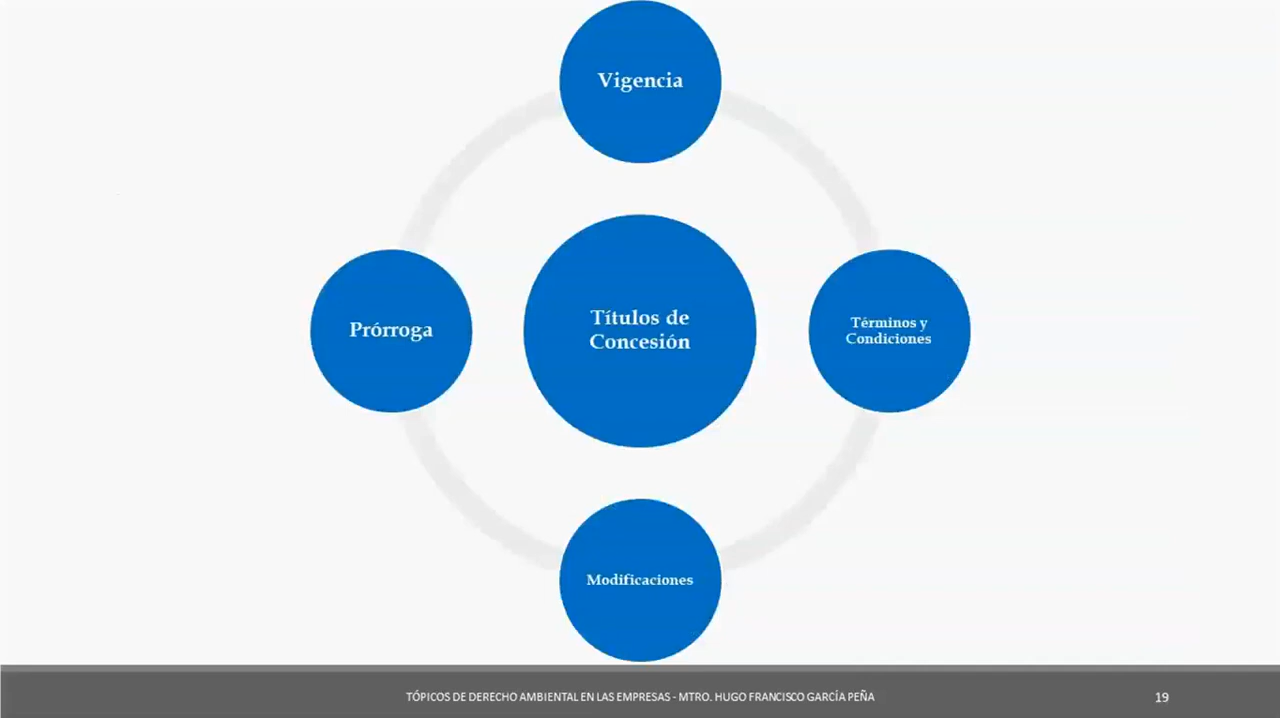 Vigencia
Prórroga
Títulos de
Concesión
Términos y
Condiciones
Modificaciones
TÓPICOS DE DERECHO AMBIENTAL EN LAS EMPRESAS - MTRO. HUGO FRANCISCO GARCÍA PEÑA
19